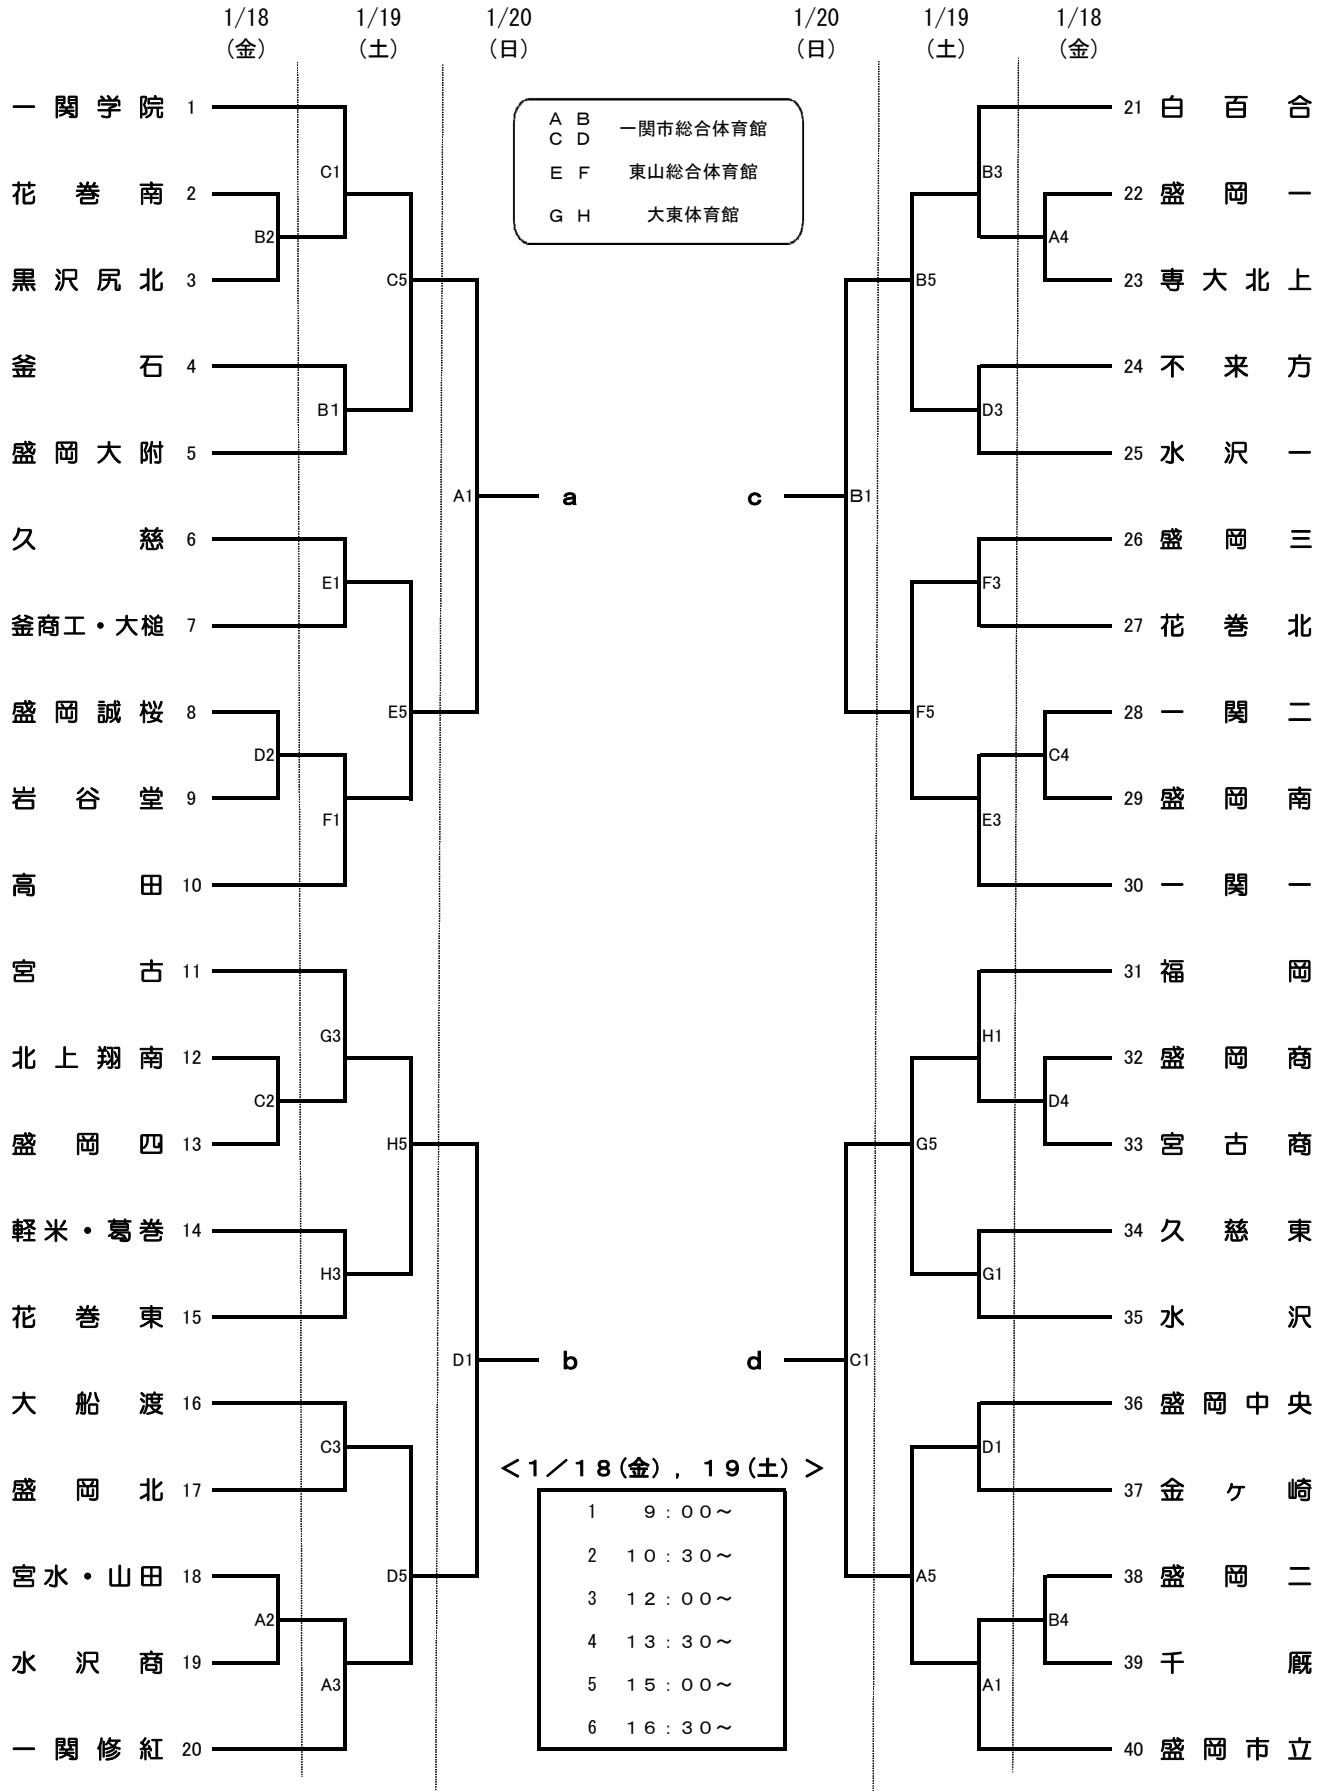 1/18 1/19 1/20 1/20 1/19 1/18
(金) (土) (日) (日) (土) (金)
A B
C D 一関市総合体育館
E F 東山総合体育館
G H 大東体育館
一関学院 1
C1
花巻南 2
B2
黒沢尻北 3
C5
釜石 4
B1
盛岡大附 5
A1 a
久慈 6
E1
釜商工・大槌 7
盛岡誠桜 8
E5
D2
岩谷堂 9
F1
高田 10
宮古 11
G3
北上翔南 12
C2
盛岡四 13
H5
軽米・葛巻 14
H3
花巻東 15
D1 b
大船渡 16
C3
盛岡北 17
宮水・山田 18
D5
A2
水沢商 19
A3
一関修紅 20
21 白百合
B3
22 盛岡一
A4
23 専大北上
B5
24 不来方
D3
25 水沢一
c B1
26 盛岡三
F3
27 花巻北
28 一関二
F5
C4
29 盛岡南
E3
30 一関一
31 福岡
H1
32 盛岡商
D4
33 宮古商
G5
34 久慈東
G1
35 水沢
d C1
36 盛岡中央
D1
37 金ヶ崎
38 盛岡二
A5
B4
39 千厩
A1
40 盛岡市立
<1/18(金),19(土)>
1 9:00~
2 10:30~
3 12:00~
4 13:30~
5 15:00~
6 16:30~